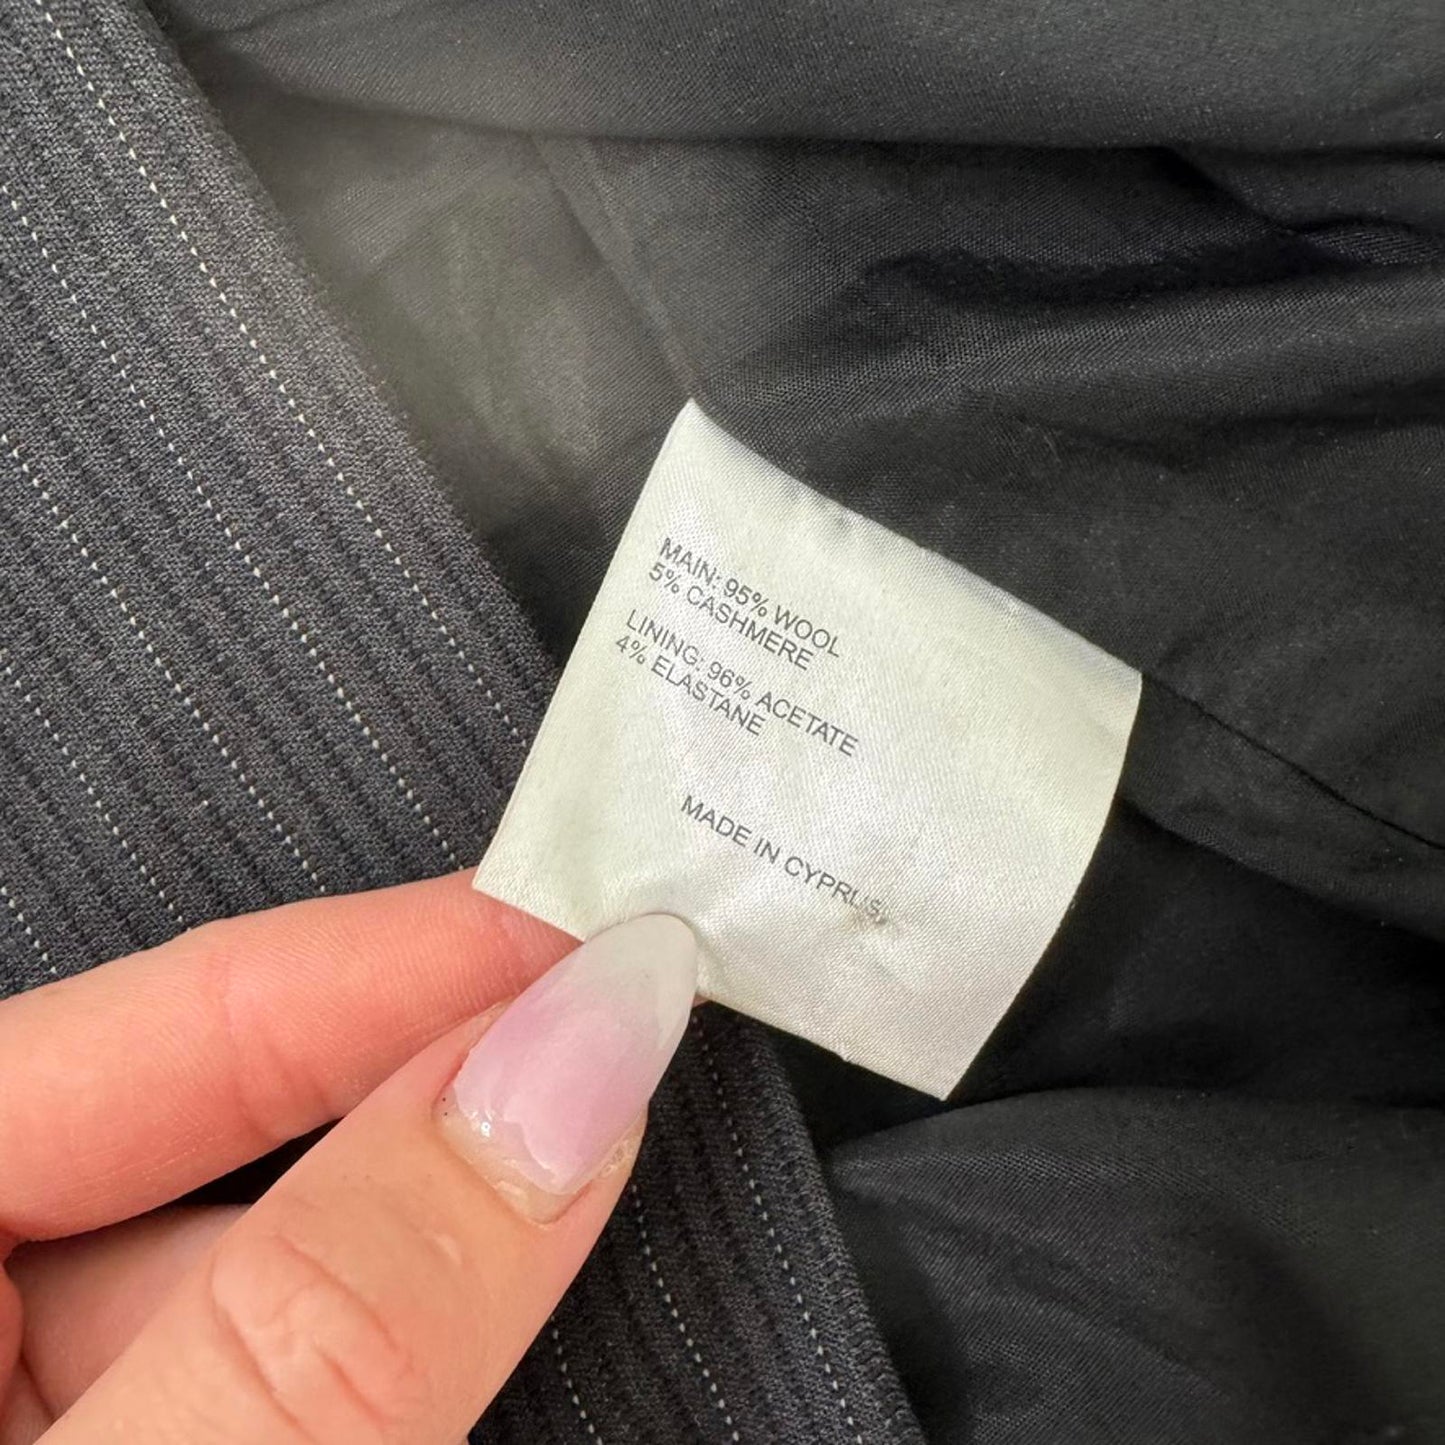 MAIN: 95% WOOL
5% CASHMERE
LINING: 96% ACETATE
4% ELASTANE
MADE IN CYPRUS